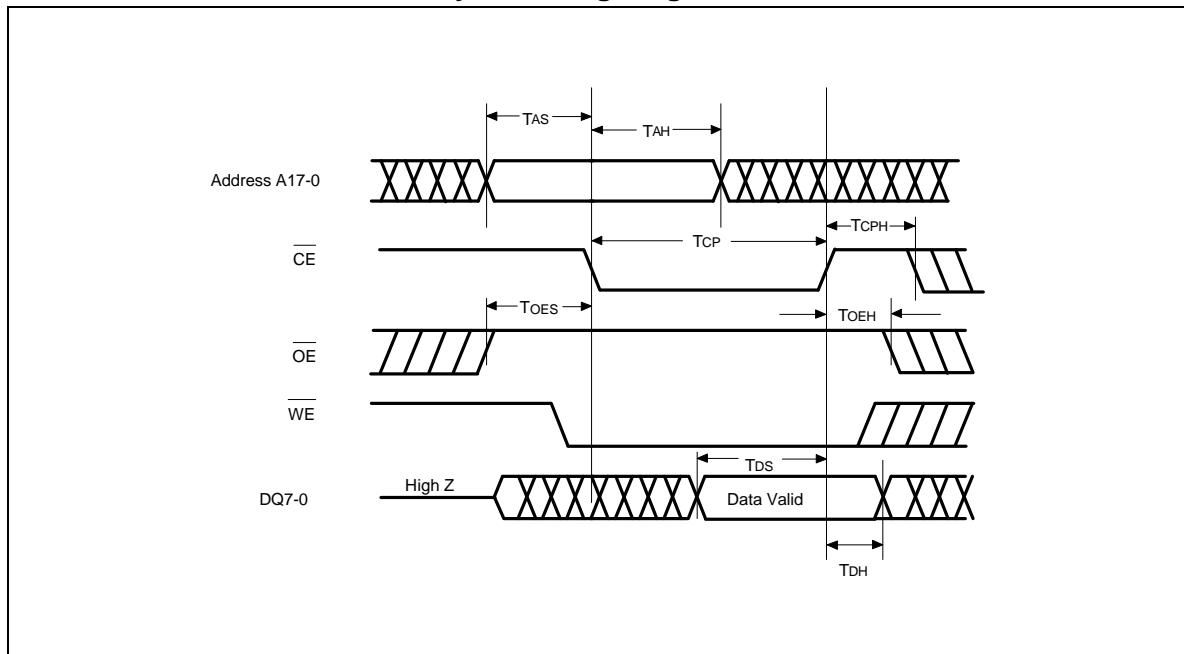 TAS
TAH
Address A17-0
TCPH
TCP
CE
TOES
TOEH
OE
WE
TDS
High Z
Data Valid
DQ7-0
TDH